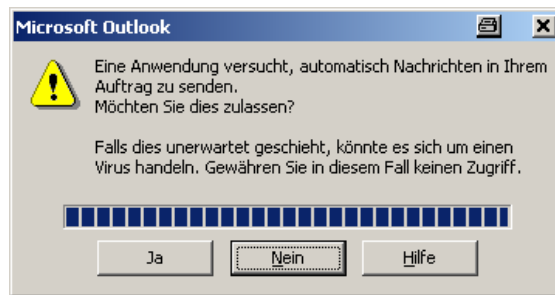 Microsoft Outlook
Eine Anwendung versucht, automatisch Nachrichten in Ihrem
Auftrag zu senden.
Möchten Sie dies zulassen?
Falls dies unerwartet geschieht, könnte es sich um einen
Virus handeln. Gewähren Sie in diesem Fall keinen Zugriff.
Ja Nein Hilfe